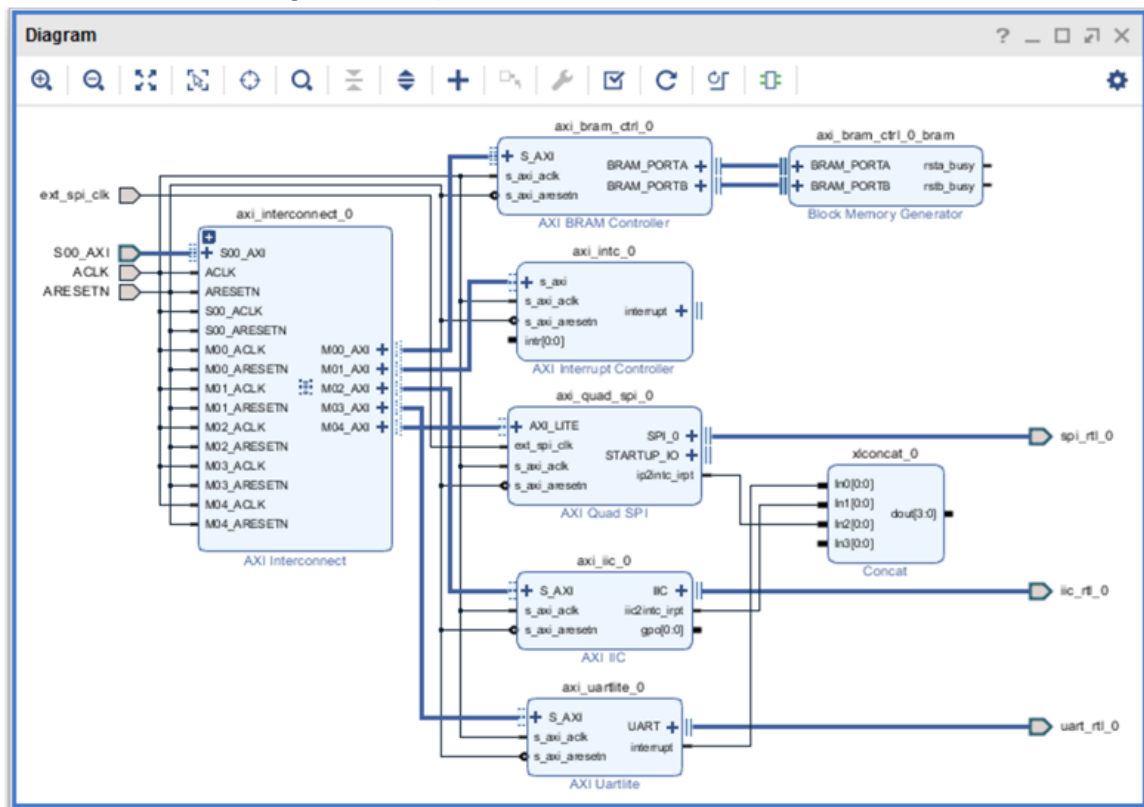 Diagram
axi_bram_ctrl_0
S_AXI
s_axi_aclk
s_axi_aresetn
BRAM_PORTA
BRAM_PORTB
AXI BRAM Controller
axi_bram_ctrl_0_bram
BRAM_PORTA
BRAM_PORTB
rsta_busy
rstb_busy
Block Memory Generator
ext_spi_clk
S00_AXI
ACLK
ARESETN
axi_interconnect_0
S00_AXI
ACLK
ARESETN
S00_ACLK
S00_ARESETN
M00_ACLK
M00_ARESETN
M01_ACLK
M01_ARESETN
M02_ACLK
M02_ARESETN
M03_ACLK
M03_ARESETN
M04_ACLK
M04_ARESETN
M00_AXI
M01_AXI
M02_AXI
M03_AXI
M04_AXI
AXI Interconnect
axi_intc_0
s_axi
s_axi_aclk
s_axi_aresetn
intr[0:0]
interrupt
AXI Interrupt Controller
axi_quad_spi_0
AXI_LITE
ext_spi_clk
s_axi_aclk
s_axi_aresetn
SPI_0
STARTUP_IO
ip2intc_irpt
AXI Quad SPI
spi_rtl_0
xlconcat_0
In0[0:0]
In1[0:0]
In2[0:0]
In3[0:0]
dout[3:0]
Concat
axi_iic_0
S_AXI
s_axi_aclk
s_axi_aresetn
IIC
iic2intc_irpt
gpo[0:0]
AXI IIC
iic_rtl_0
axi_uartlite_0
S_AXI
s_axi_aclk
s_axi_aresetn
UART
interrupt
AXI Uartlite
uart_rtl_0